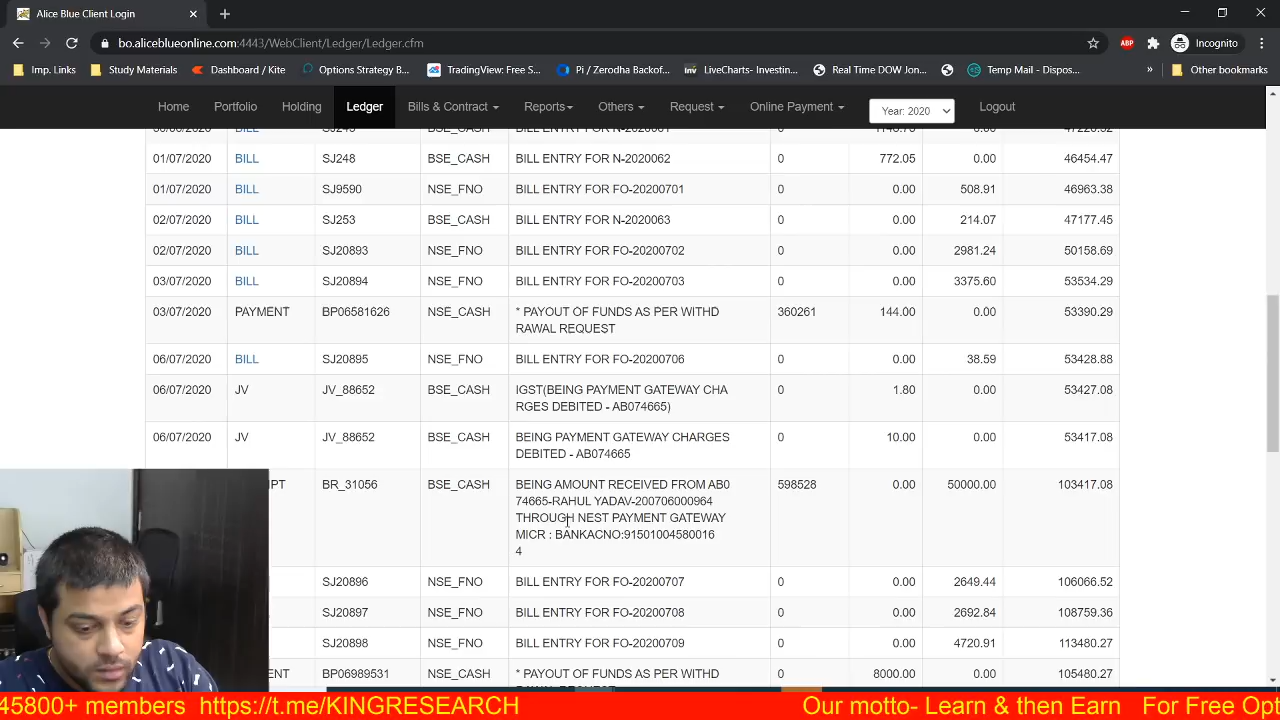 Alice Blue Client Login
bo.aliceblueonline.com:4443/WebClient/Ledger/Ledger.cfm
ABP
Incognito
Imp. Links
Study Materials
Dashboard / Kite
Options Strategy B...
TradingView: Free S...
Pi / Zerodha Backof...
inv
LiveCharts- Investin...
Real Time DOW Jon...
Temp Mail - Dispos...
»
Other bookmarks
Home Portfolio Holding Ledger Bills & Contract Reports Others Request Online Payment Year: 2020 Logout
01/07/2020 BILL SJ248 BSE_CASH BILL ENTRY FOR N-2020062 0 772.05 0.00 46454.47
01/07/2020 BILL SJ9590 NSE_FNO BILL ENTRY FOR FO-20200701 0 0.00 508.91 46963.38
02/07/2020 BILL SJ253 BSE_CASH BILL ENTRY FOR N-2020063 0 0.00 214.07 47177.45
02/07/2020 BILL SJ20893 NSE_FNO BILL ENTRY FOR FO-20200702 0 0.00 2981.24 50158.69
03/07/2020 BILL SJ20894 NSE_FNO BILL ENTRY FOR FO-20200703 0 0.00 3375.60 53534.29
03/07/2020 PAYMENT BP06581626 NSE_CASH * PAYOUT OF FUNDS AS PER WITHD 360261 144.00 0.00 53390.29
RAWAL REQUEST
06/07/2020 BILL SJ20895 NSE_FNO BILL ENTRY FOR FO-20200706 0 0.00 38.59 53428.88
06/07/2020 JV JV_88652 BSE_CASH IGST(BEING PAYMENT GATEWAY CHA 0 1.80 0.00 53427.08
RGES DEBITED - AB074665)
06/07/2020 JV JV_88652 BSE_CASH BEING PAYMENT GATEWAY CHARGES 0 10.00 0.00 53417.08
DEBITED - AB074665
IPT BR_31056 BSE_CASH BEING AMOUNT RECEIVED FROM AB0 598528 0.00 50000.00 103417.08
74665-RAHUL YADAV-200706000964
THROUGH NEST PAYMENT GATEWAY
MICR : BANKACNO:91501004580016
4
SJ20896 NSE_FNO BILL ENTRY FOR FO-20200707 0 0.00 2649.44 106066.52
SJ20897 NSE_FNO BILL ENTRY FOR FO-20200708 0 0.00 2692.84 108759.36
SJ20898 NSE_FNO BILL ENTRY FOR FO-20200709 0 0.00 4720.91 113480.27
ENT BP06989531 BSE_CASH * PAYOUT OF FUNDS AS PER WITHD 0 8000.00 0.00 105480.27
45800+ members https://t.me/KINGRESEARCH Our motto- Learn & then Earn For Free Opt